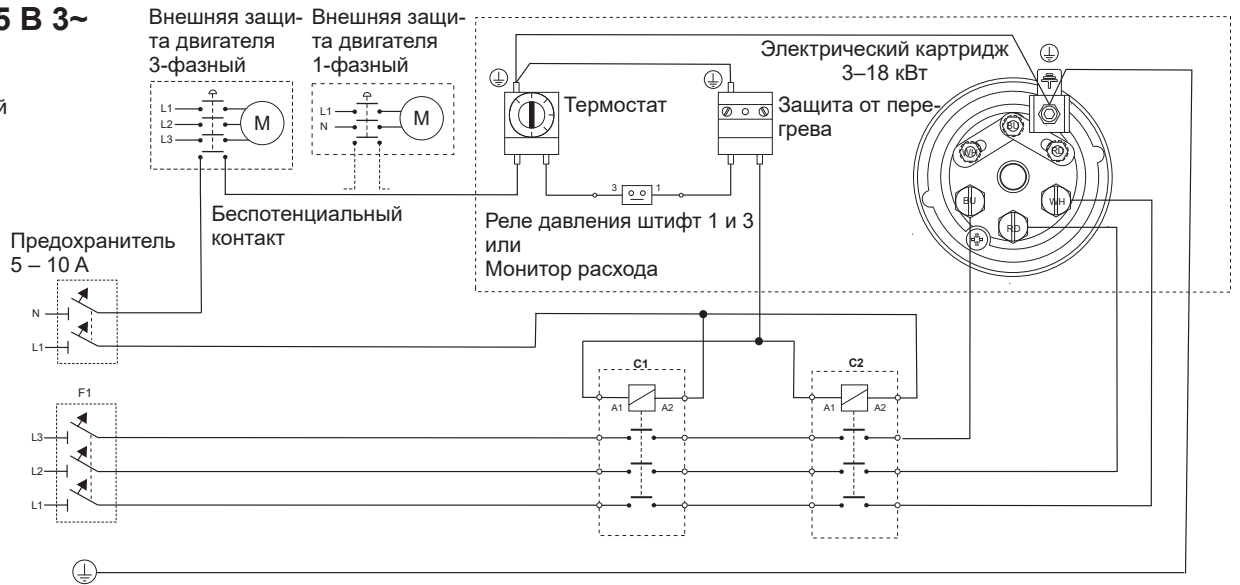 5 В 3~
й
Внешняя защи-
та двигателя
3-фазный
Внешняя защи-
та двигателя
1-фазный
L1
L2
L3
M
L1
N
M
Электрический картридж
3–18 кВт
Термостат
Защита от пере-
грева
BU
WH
RD
BU
WH
RD
3
1
Беспотенциальный
контакт
Реле давления штифт 1 и 3
или
Монитор расхода
Предохранитель
5 – 10 A
N
L1
C1
A1
A2
C2
A1
A2
F1
L3
L2
L1